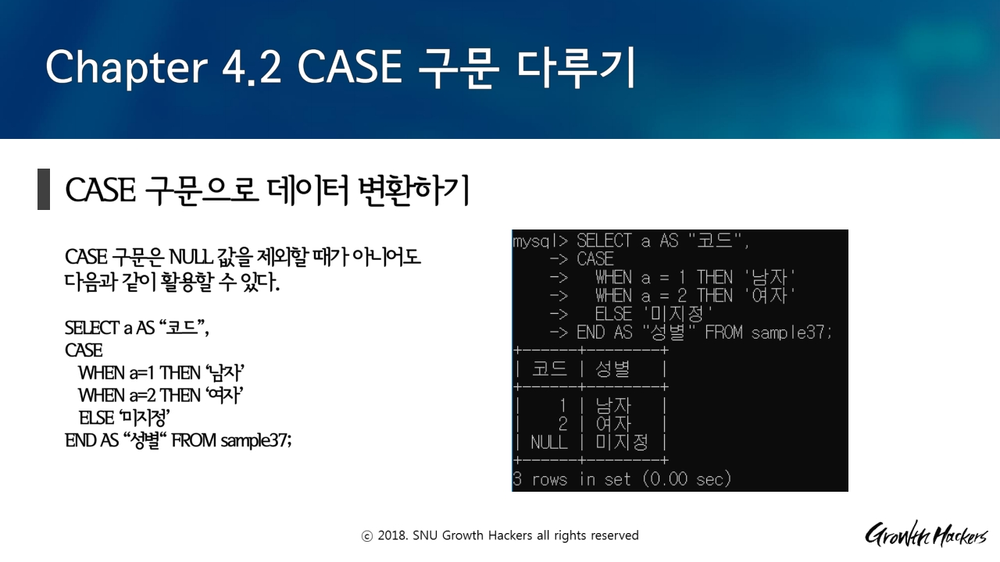 Chapter 4.2 CASE 구문 다루기
CASE 구문으로 데이터 변환하기
CASE 구문은 NULL 값을 제외할 때가 아니어도
다음과 같이 활용할 수 있다.
SELECT a AS “코드”,
CASE
WHEN a=1 THEN ‘남자’
WHEN a=2 THEN ‘여자’
ELSE ‘미지정’
END AS “성별“ FROM sample37;
mysql> SELECT a AS "코드",
-> CASE
->   WHEN a = 1 THEN '남자'
->   WHEN a = 2 THEN '여자'
->   ELSE '미지정'
-> END AS "성별" FROM sample37;
+------+--------+
| 코드 | 성별   |
+------+--------+
|    1 | 남자   |
|    2 | 여자   |
| NULL | 미지정 |
+------+--------+
3 rows in set (0.00 sec)
ⓒ 2018. SNU Growth Hackers all rights reserved
Growth Hackers